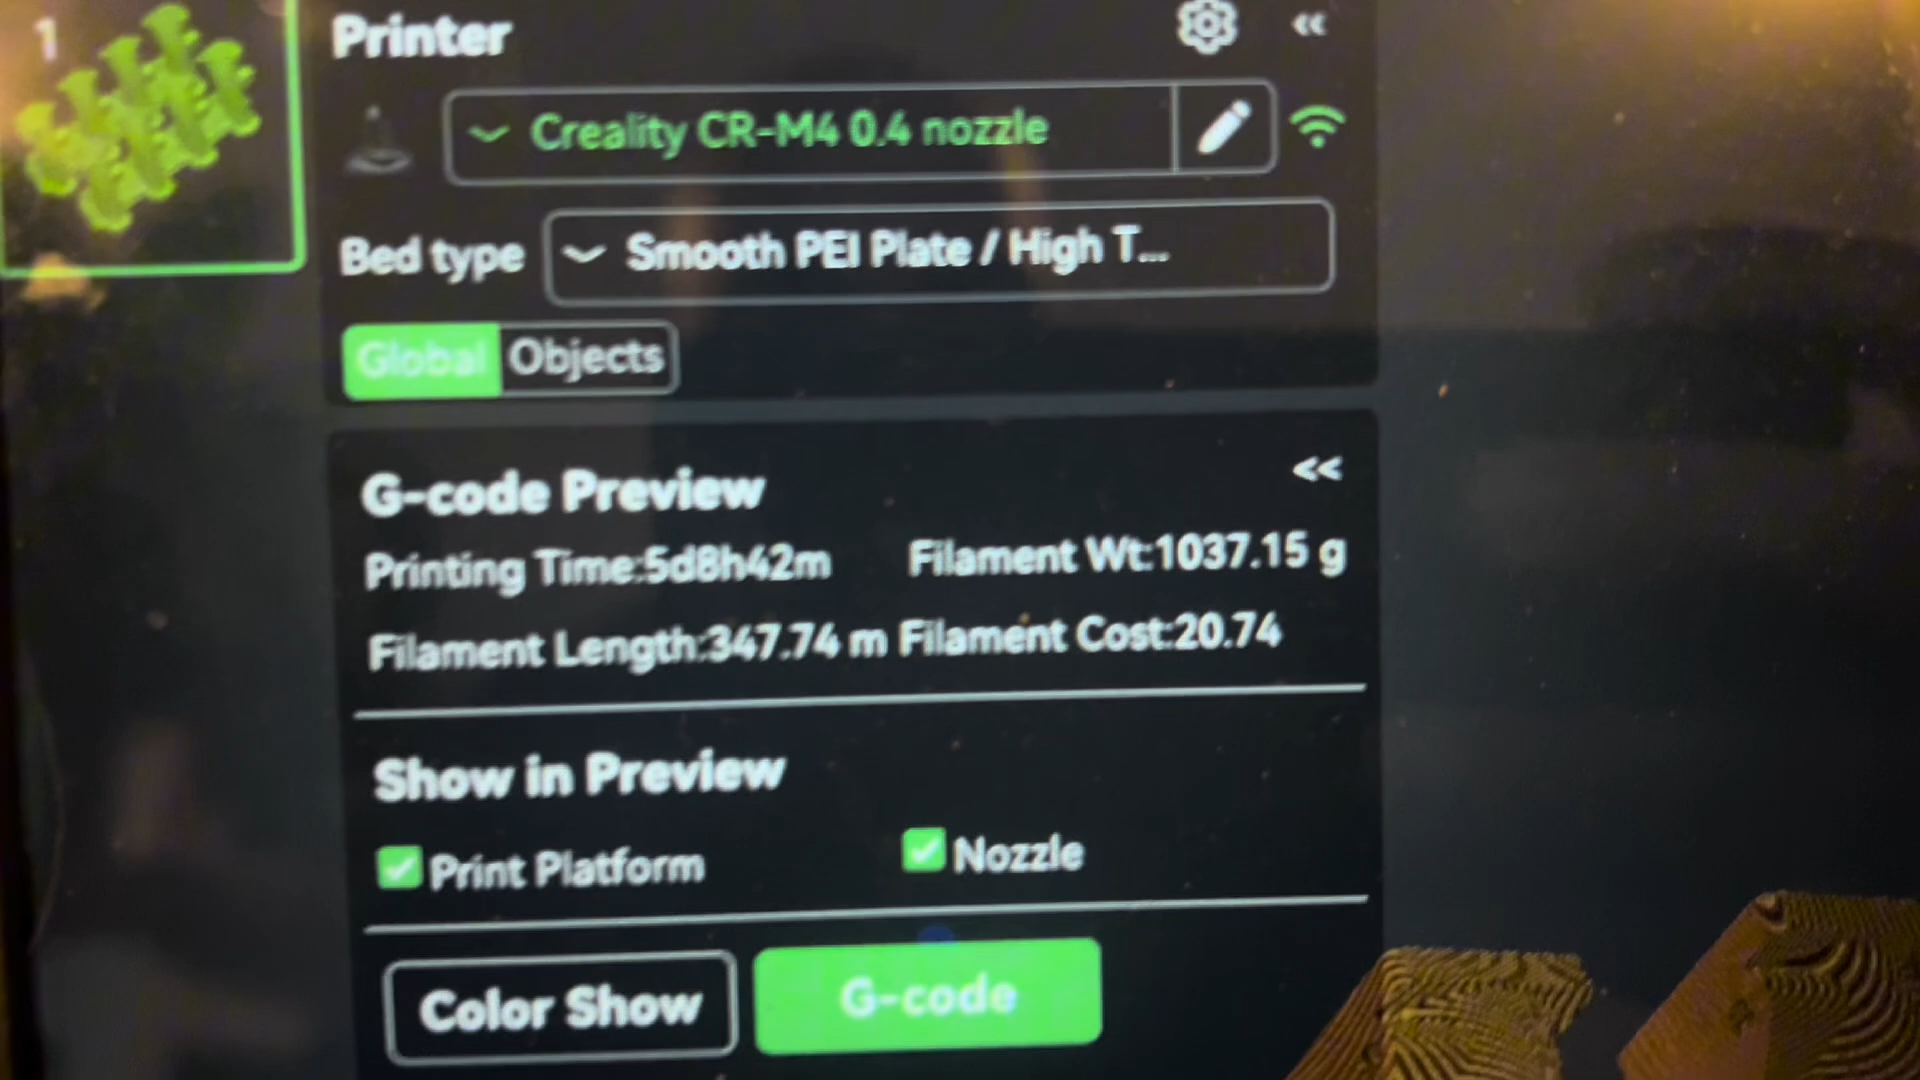 1
Printer
Creality CR-M4 0.4 nozzle
Bed type
Smooth PEI Plate / High T...
Global Objects
G-code Preview
Printing Time:5d8h42m Filament Wt:1037.15 g
Filament Length:347.74 m Filament Cost:20.74
Show in Preview
Print Platform Nozzle
Color Show G-code